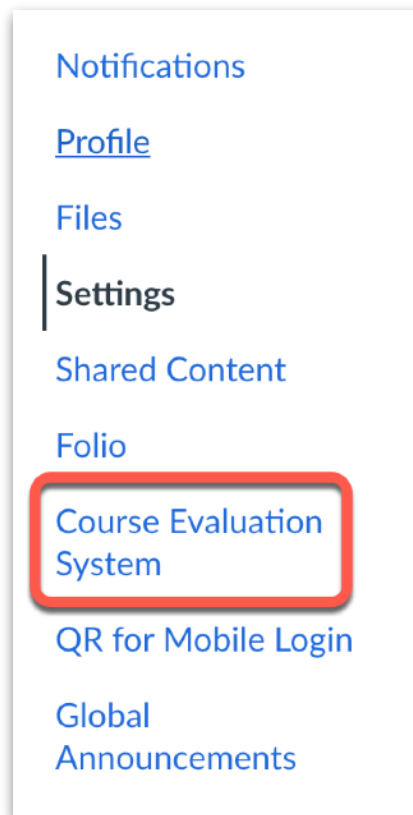 Notifications
Profile
Files
Settings
Shared Content
Folio
Course Evaluation
System
QR for Mobile Login
Global
Announcements